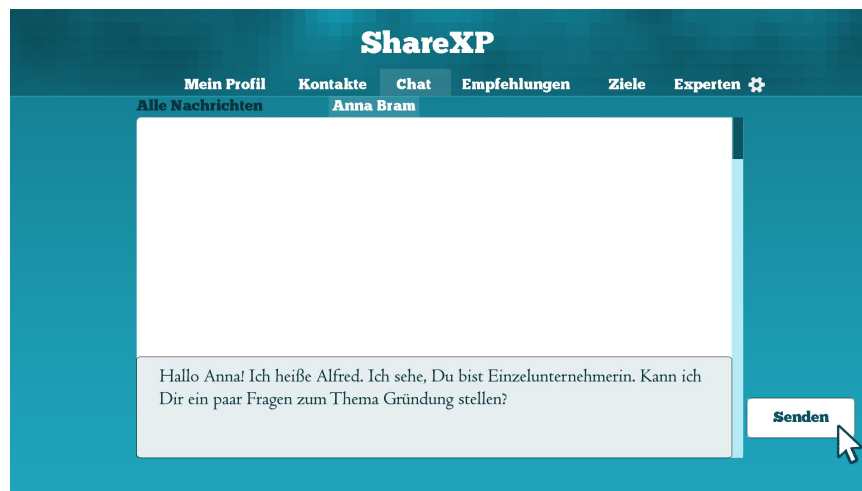 ShareXP
Mein Profil Kontakte Chat Empfehlungen Ziele Experten
Alle Nachrichten Anna Bram
Hallo Anna! Ich heiße Alfred. Ich sehe, Du bist Einzelunternehmerin. Kann ich
Dir ein paar Fragen zum Thema Gründung stellen?
Senden